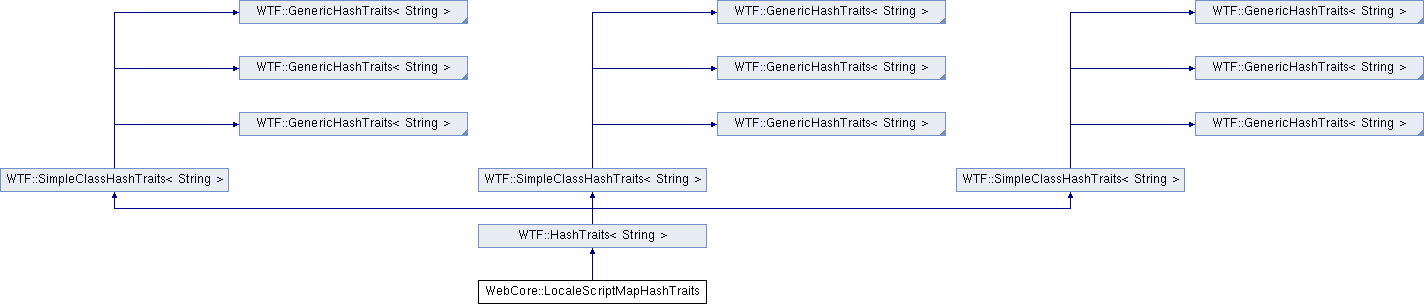 WTF::GenericHashTraits< String >
WTF::GenericHashTraits< String >
WTF::GenericHashTraits< String >
WTF::GenericHashTraits< String >
WTF::GenericHashTraits< String >
WTF::GenericHashTraits< String >
WTF::GenericHashTraits< String >
WTF::GenericHashTraits< String >
WTF::GenericHashTraits< String >
WTF::SimpleClassHashTraits< String >
WTF::SimpleClassHashTraits< String >
WTF::SimpleClassHashTraits< String >
WTF::HashTraits< String >
WebCore::LocaleScriptMapHashTraits